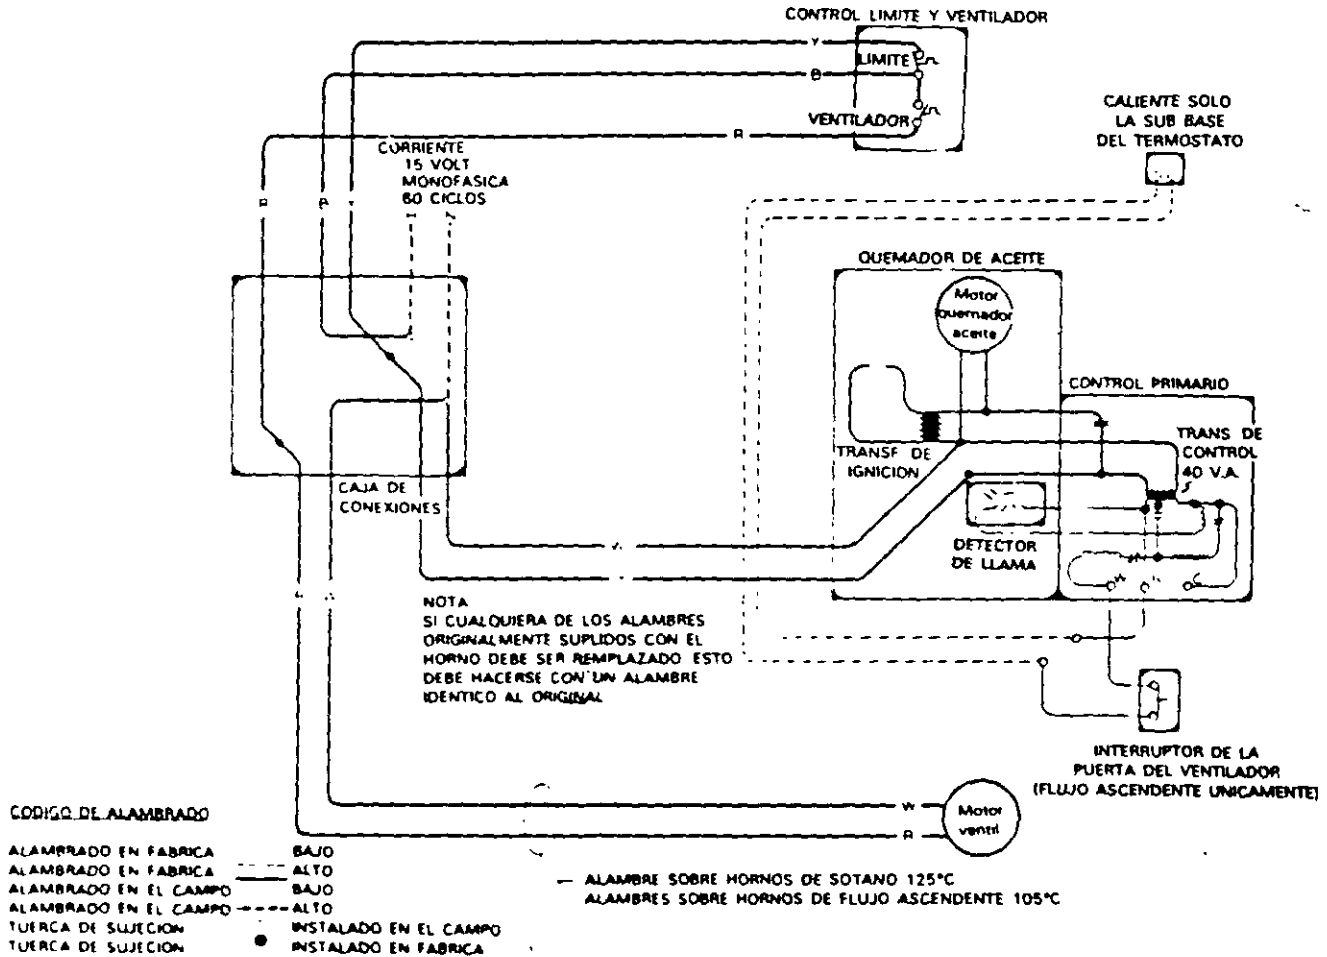 CONTROL LIMITE Y VENTILADOR
Y
LIMITE
B
VENTILADOR
R
CALIENTE SOLO
LA SUB BASE
DEL TERMOSTATO
CORRIENTE
15 VOLT
MONOFASICA
60 CICLOS
R
B
Y
QUEMADOR DE ACEITE
Motor
quemador
aceite
CONTROL PRIMARIO
TRANSF DE
IGNICION
TRANS DE
CONTROL
40 V.A.
CAJA DE
CONEXIONES
DETECTOR
DE LLAMA
NOTA
SI CUALQUIERA DE LOS ALAMBRES
ORIGINALMENTE SUPLIDOS CON EL
HORNO DEBE SER REMPLAZADO ESTO
DEBE HACERSE CON UN ALAMBRE
IDENTICO AL ORIGINAL
INTERRUPTOR DE LA
PUERTA DEL VENTILADOR
(FLUJO ASCENDENTE UNICAMENTE)
W
R
Motor
ventil
CODIGO DE ALAMBRADO
ALAMBRADO EN FABRICA BAJO
ALAMBRADO EN FABRICA ALTO
ALAMBRADO EN EL CAMPO BAJO
ALAMBRADO EN EL CAMPO ALTO
TUERCA DE SUJECION INSTALADO EN EL CAMPO
TUERCA DE SUJECION INSTALADO EN FABRICA
ALAMBRE SOBRE HORNOS DE SOTANO 125°C
ALAMBRES SOBRE HORNOS DE FLUJO ASCENDENTE 105°C